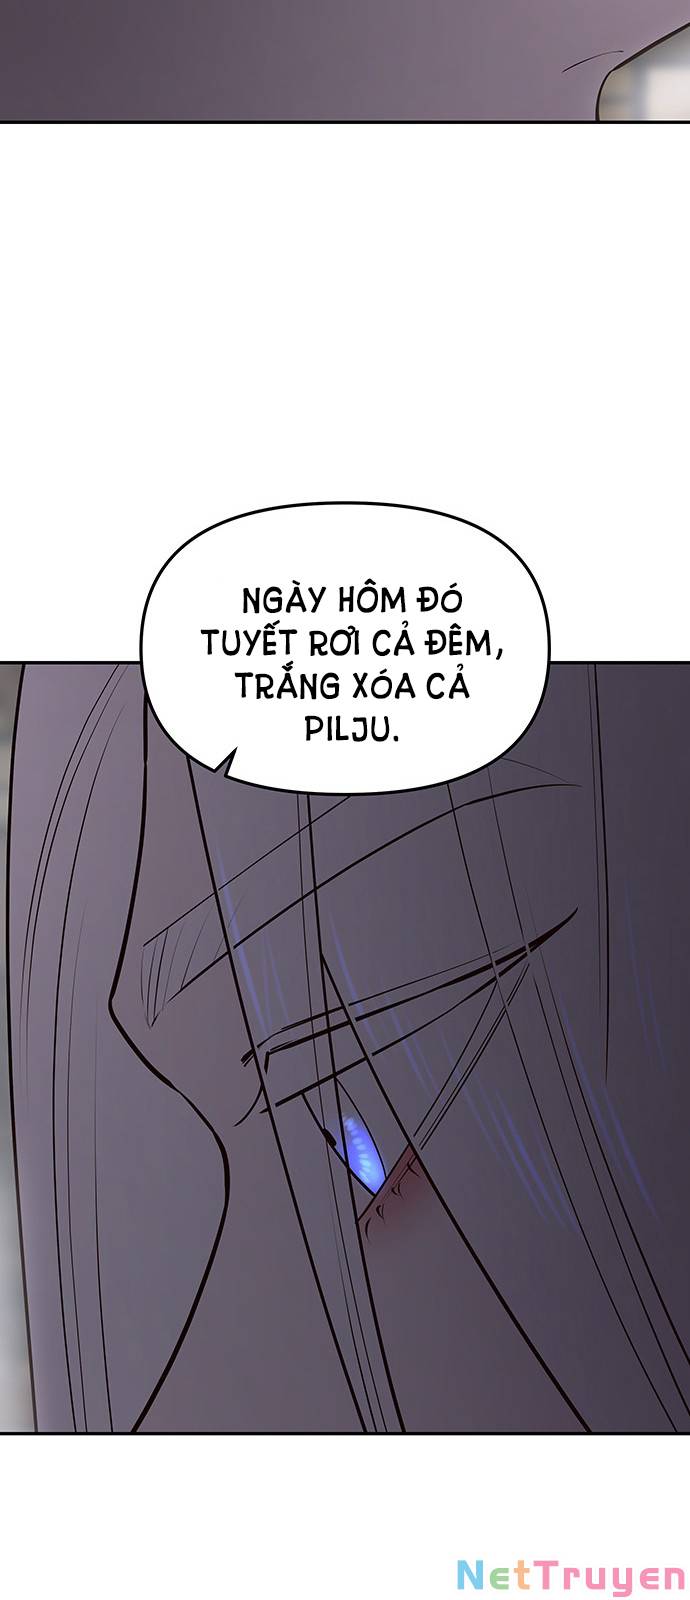 NGÀY HÔM ĐÓ
TUYẾT RƠI CẢ ĐÊM,
TRẮNG XÓA CẢ
PILJU.
NetTruyen